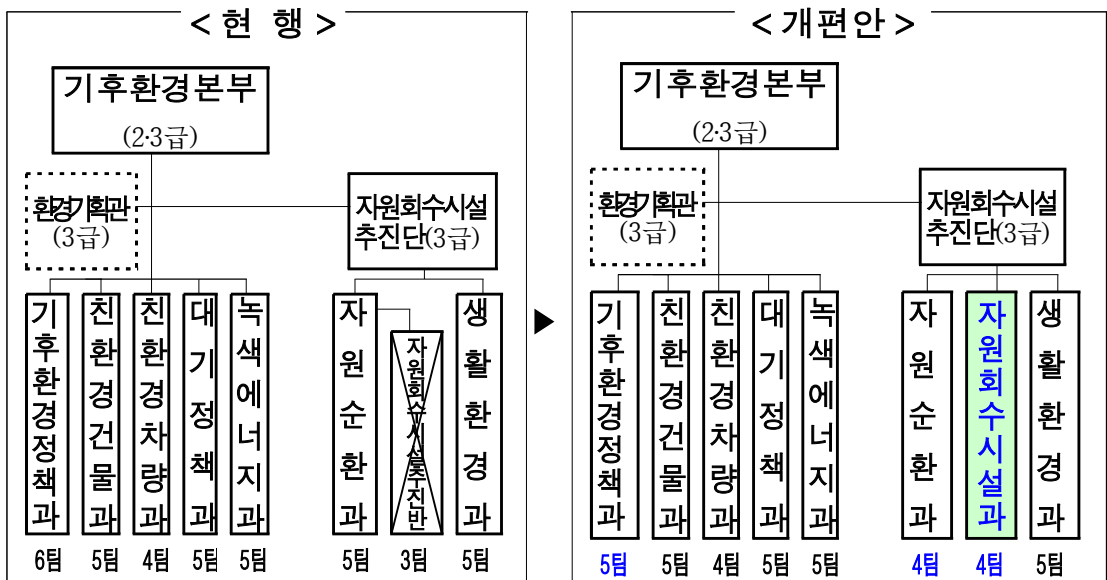 < 현 행 >
기후환경본부
(2·3급)
환경기획관
(3급)
자원회수시설
추진단(3급)
기후환경정책과
친환경건물과
친환경차량과
대기정책과
녹색에너지과
자원순환과
자원회수시설추진반
생활환경과
6팀
5팀
4팀
5팀
5팀
5팀
3팀
5팀
▶
< 개편안 >
기후환경본부
(2·3급)
환경기획관
(3급)
자원회수시설
추진단(3급)
기후환경정책과
친환경건물과
친환경차량과
대기정책과
녹색에너지과
자원순환과
자원회수시설과
생활환경과
5팀
5팀
4팀
5팀
5팀
4팀
4팀
5팀